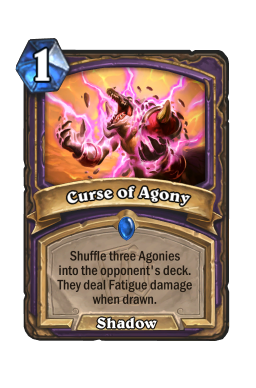 1
Curse of Agony
Shuffle three Agonies
into the opponent's deck.
They deal Fatigue damage
when drawn.
Shadow